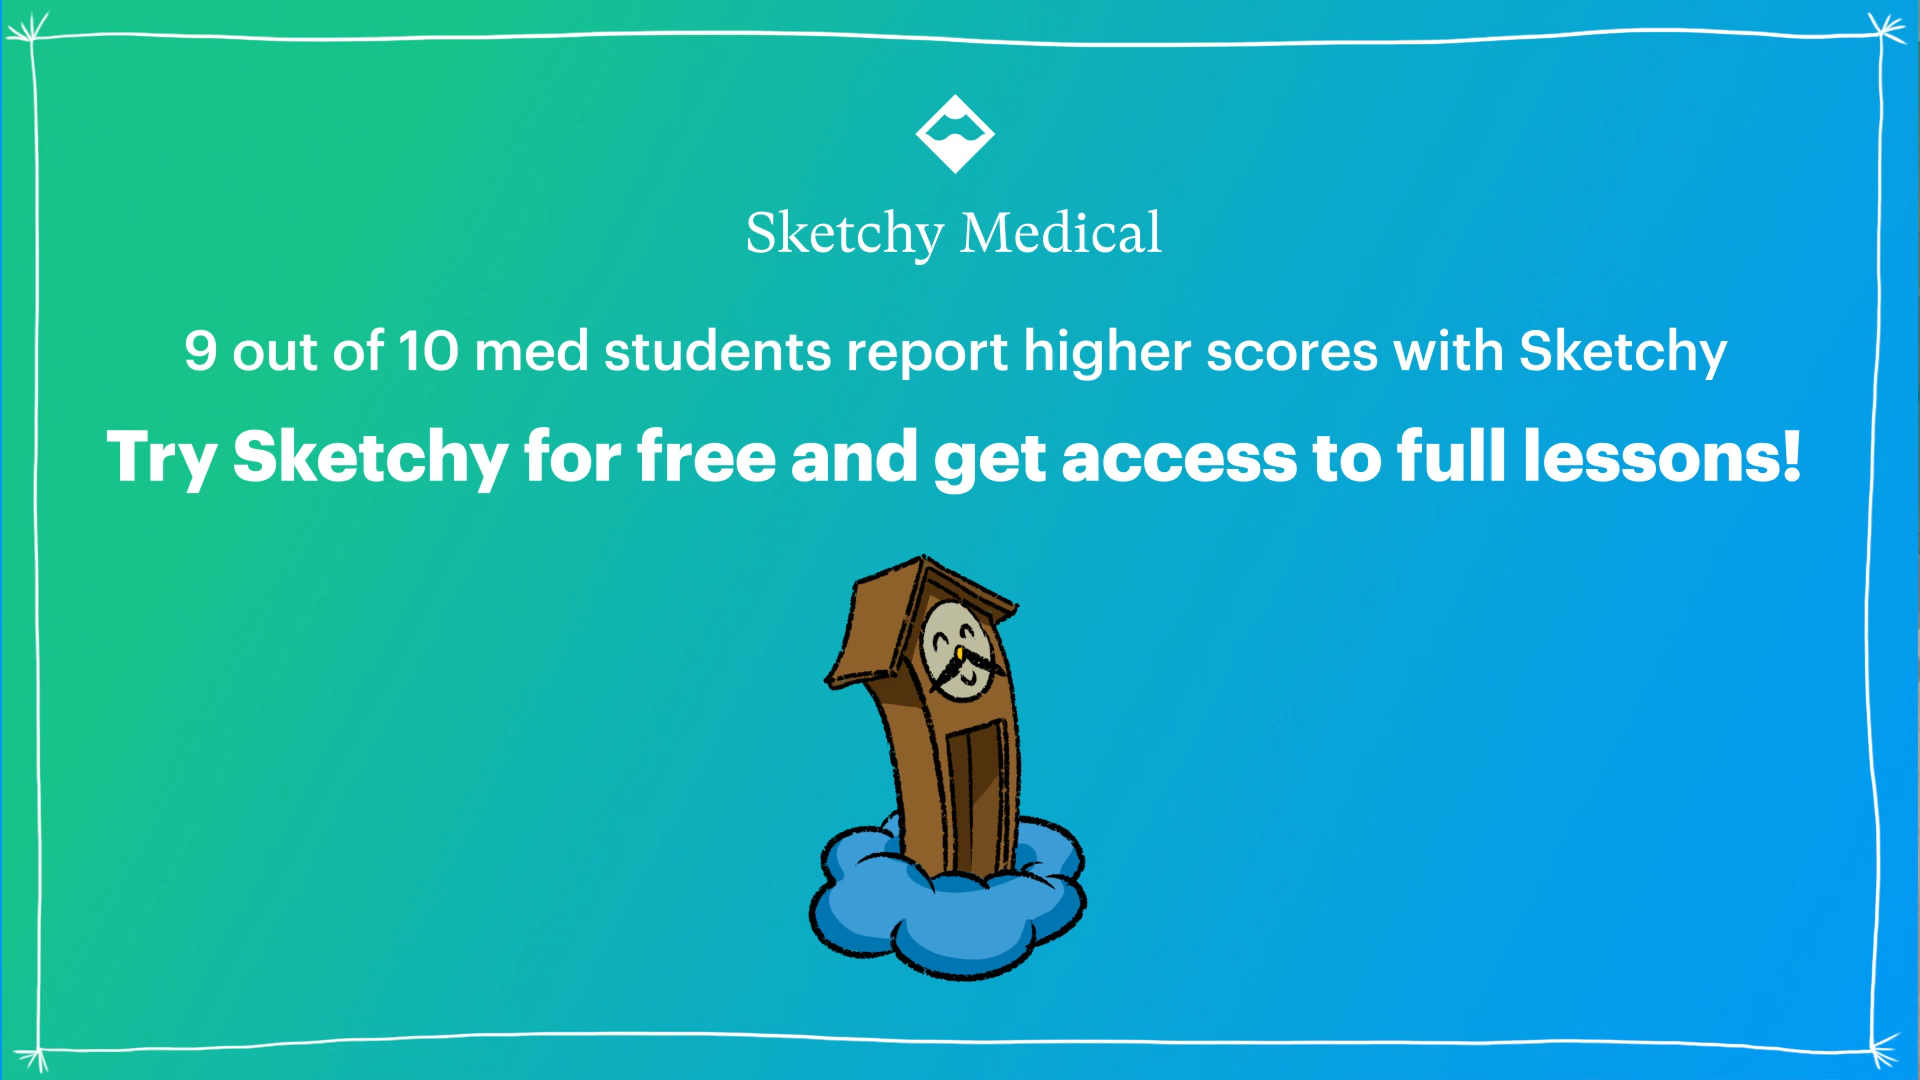 Sketchy Medical
9 out of 10 med students report higher scores with Sketchy
Try Sketchy for free and get access to full lessons!